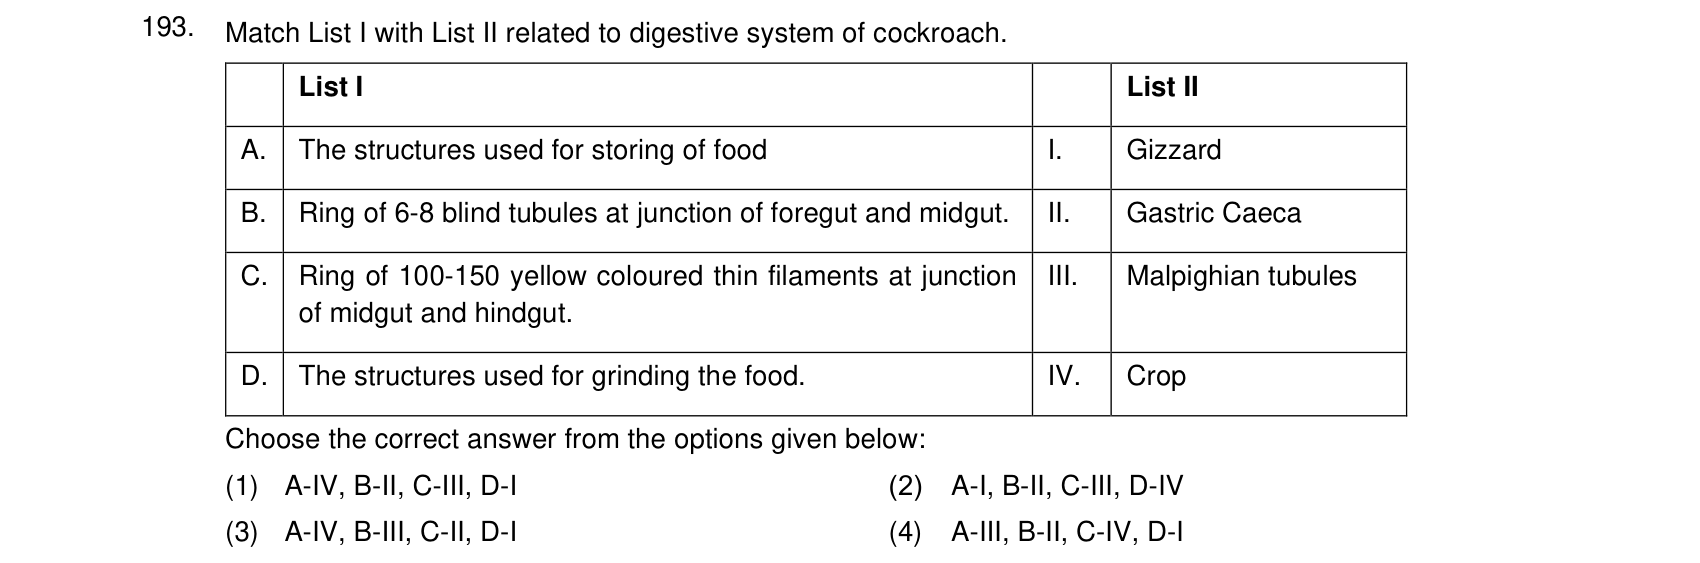 193. Match List I with List II related to digestive system of cockroach.
List I List II
A. The structures used for storing of food I. Gizzard
B. Ring of 6-8 blind tubules at junction of foregut and midgut. II. Gastric Caeca
C. Ring of 100-150 yellow coloured thin filaments at junction III. Malpighian tubules
of midgut and hindgut.
D. The structures used for grinding the food. IV. Crop
Choose the correct answer from the options given below:
(1) A-IV, B-II, C-III, D-I (2) A-I, B-II, C-III, D-IV
(3) A-IV, B-III, C-II, D-I (4) A-III, B-II, C-IV, D-I